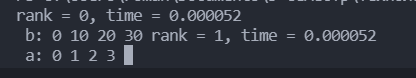 rank = 0, time = 0.000052
b: 0 10 20 30 rank = 1, time = 0.000052
a: 0 1 2 3